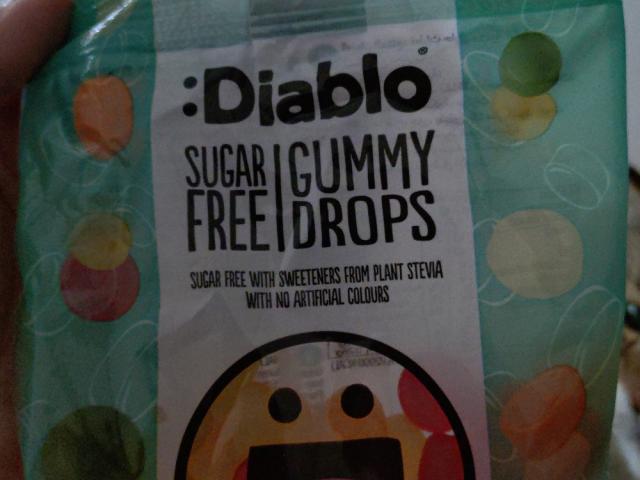 :Diablo®
SUGAR FREE | GUMMY DROPS
SUGAR FREE WITH SWEETENERS FROM PLANT STEVIA
WITH NO ARTIFICIAL COLOURS